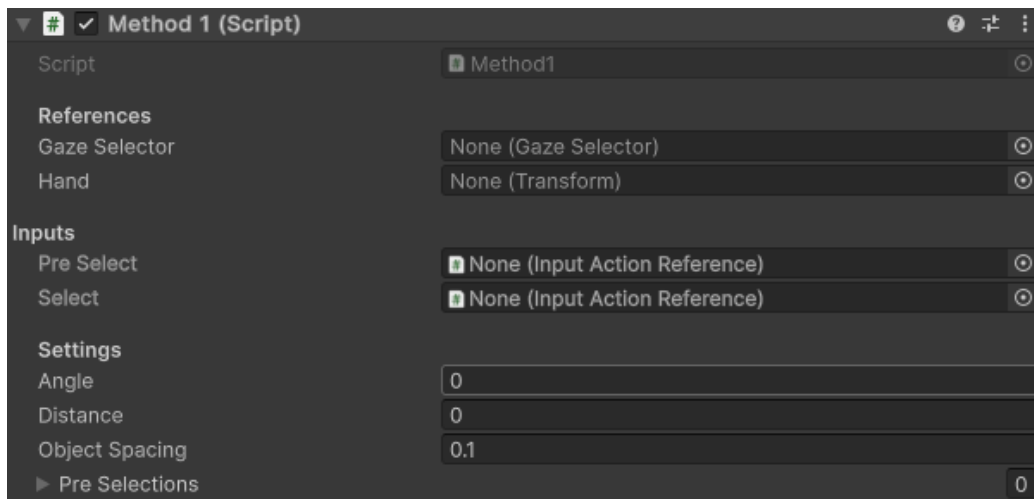 Method 1 (Script)
Script Method1
References
Gaze Selector None (Gaze Selector)
Hand None (Transform)
Inputs
Pre Select None (Input Action Reference)
Select None (Input Action Reference)
Settings
Angle 0
Distance 0
Object Spacing 0.1
Pre Selections 0